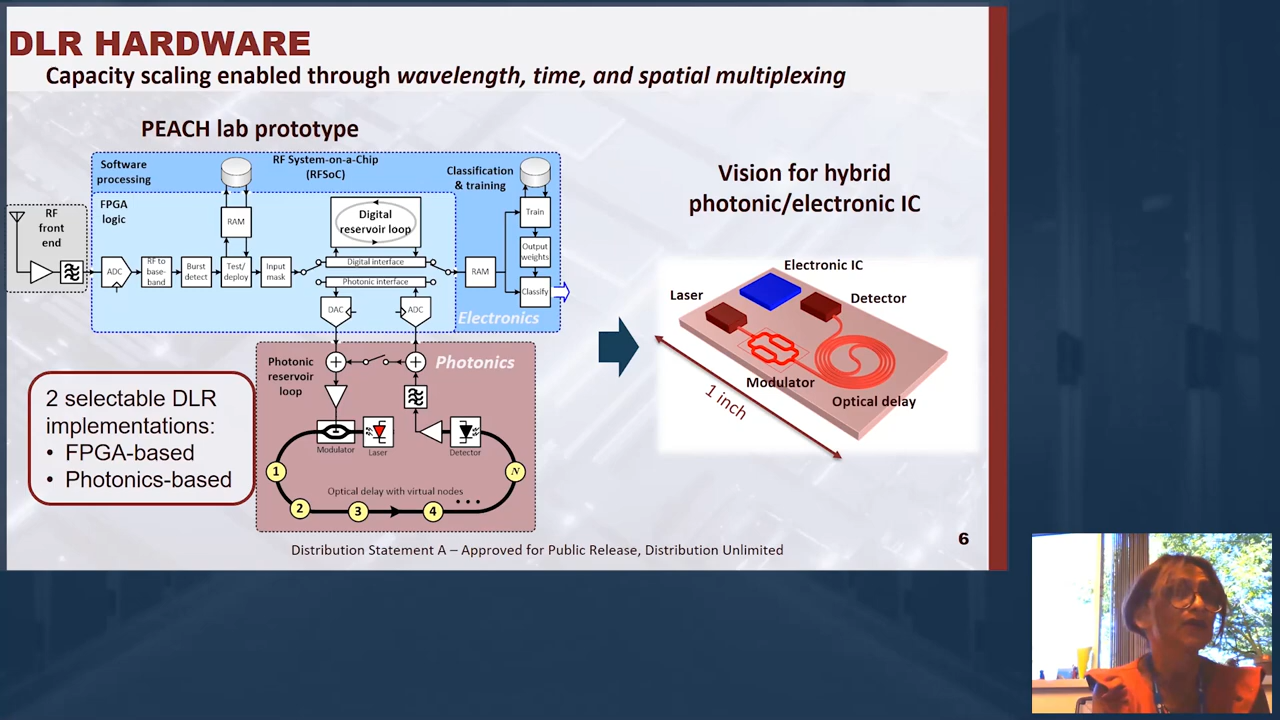 DLR HARDWARE
Capacity scaling enabled through wavelength, time, and spatial multiplexing
PEACH lab prototype
Software
processing
RF System-on-a-Chip
(RFSoC)
Classification
& training
FPGA
logic
RF
front
end
RAM
Digital
reservoir loop
Train
Output
weights
ADC
RF to
base-
band
Burst
detect
Test/
deploy
Input
mask
Digital interface
Photonic interface
RAM
Classify
DAC
ADC
Electronics
Photonic
reservoir
loop
Photonics
Modulator
Laser
Detector
1
2
3
4
N
Optical delay with virtual nodes
2 selectable DLR
implementations:
• FPGA-based
• Photonics-based
Vision for hybrid
photonic/electronic IC
Electronic IC
Laser
Detector
Modulator
Optical delay
1 inch
Distribution Statement A – Approved for Public Release, Distribution Unlimited
6